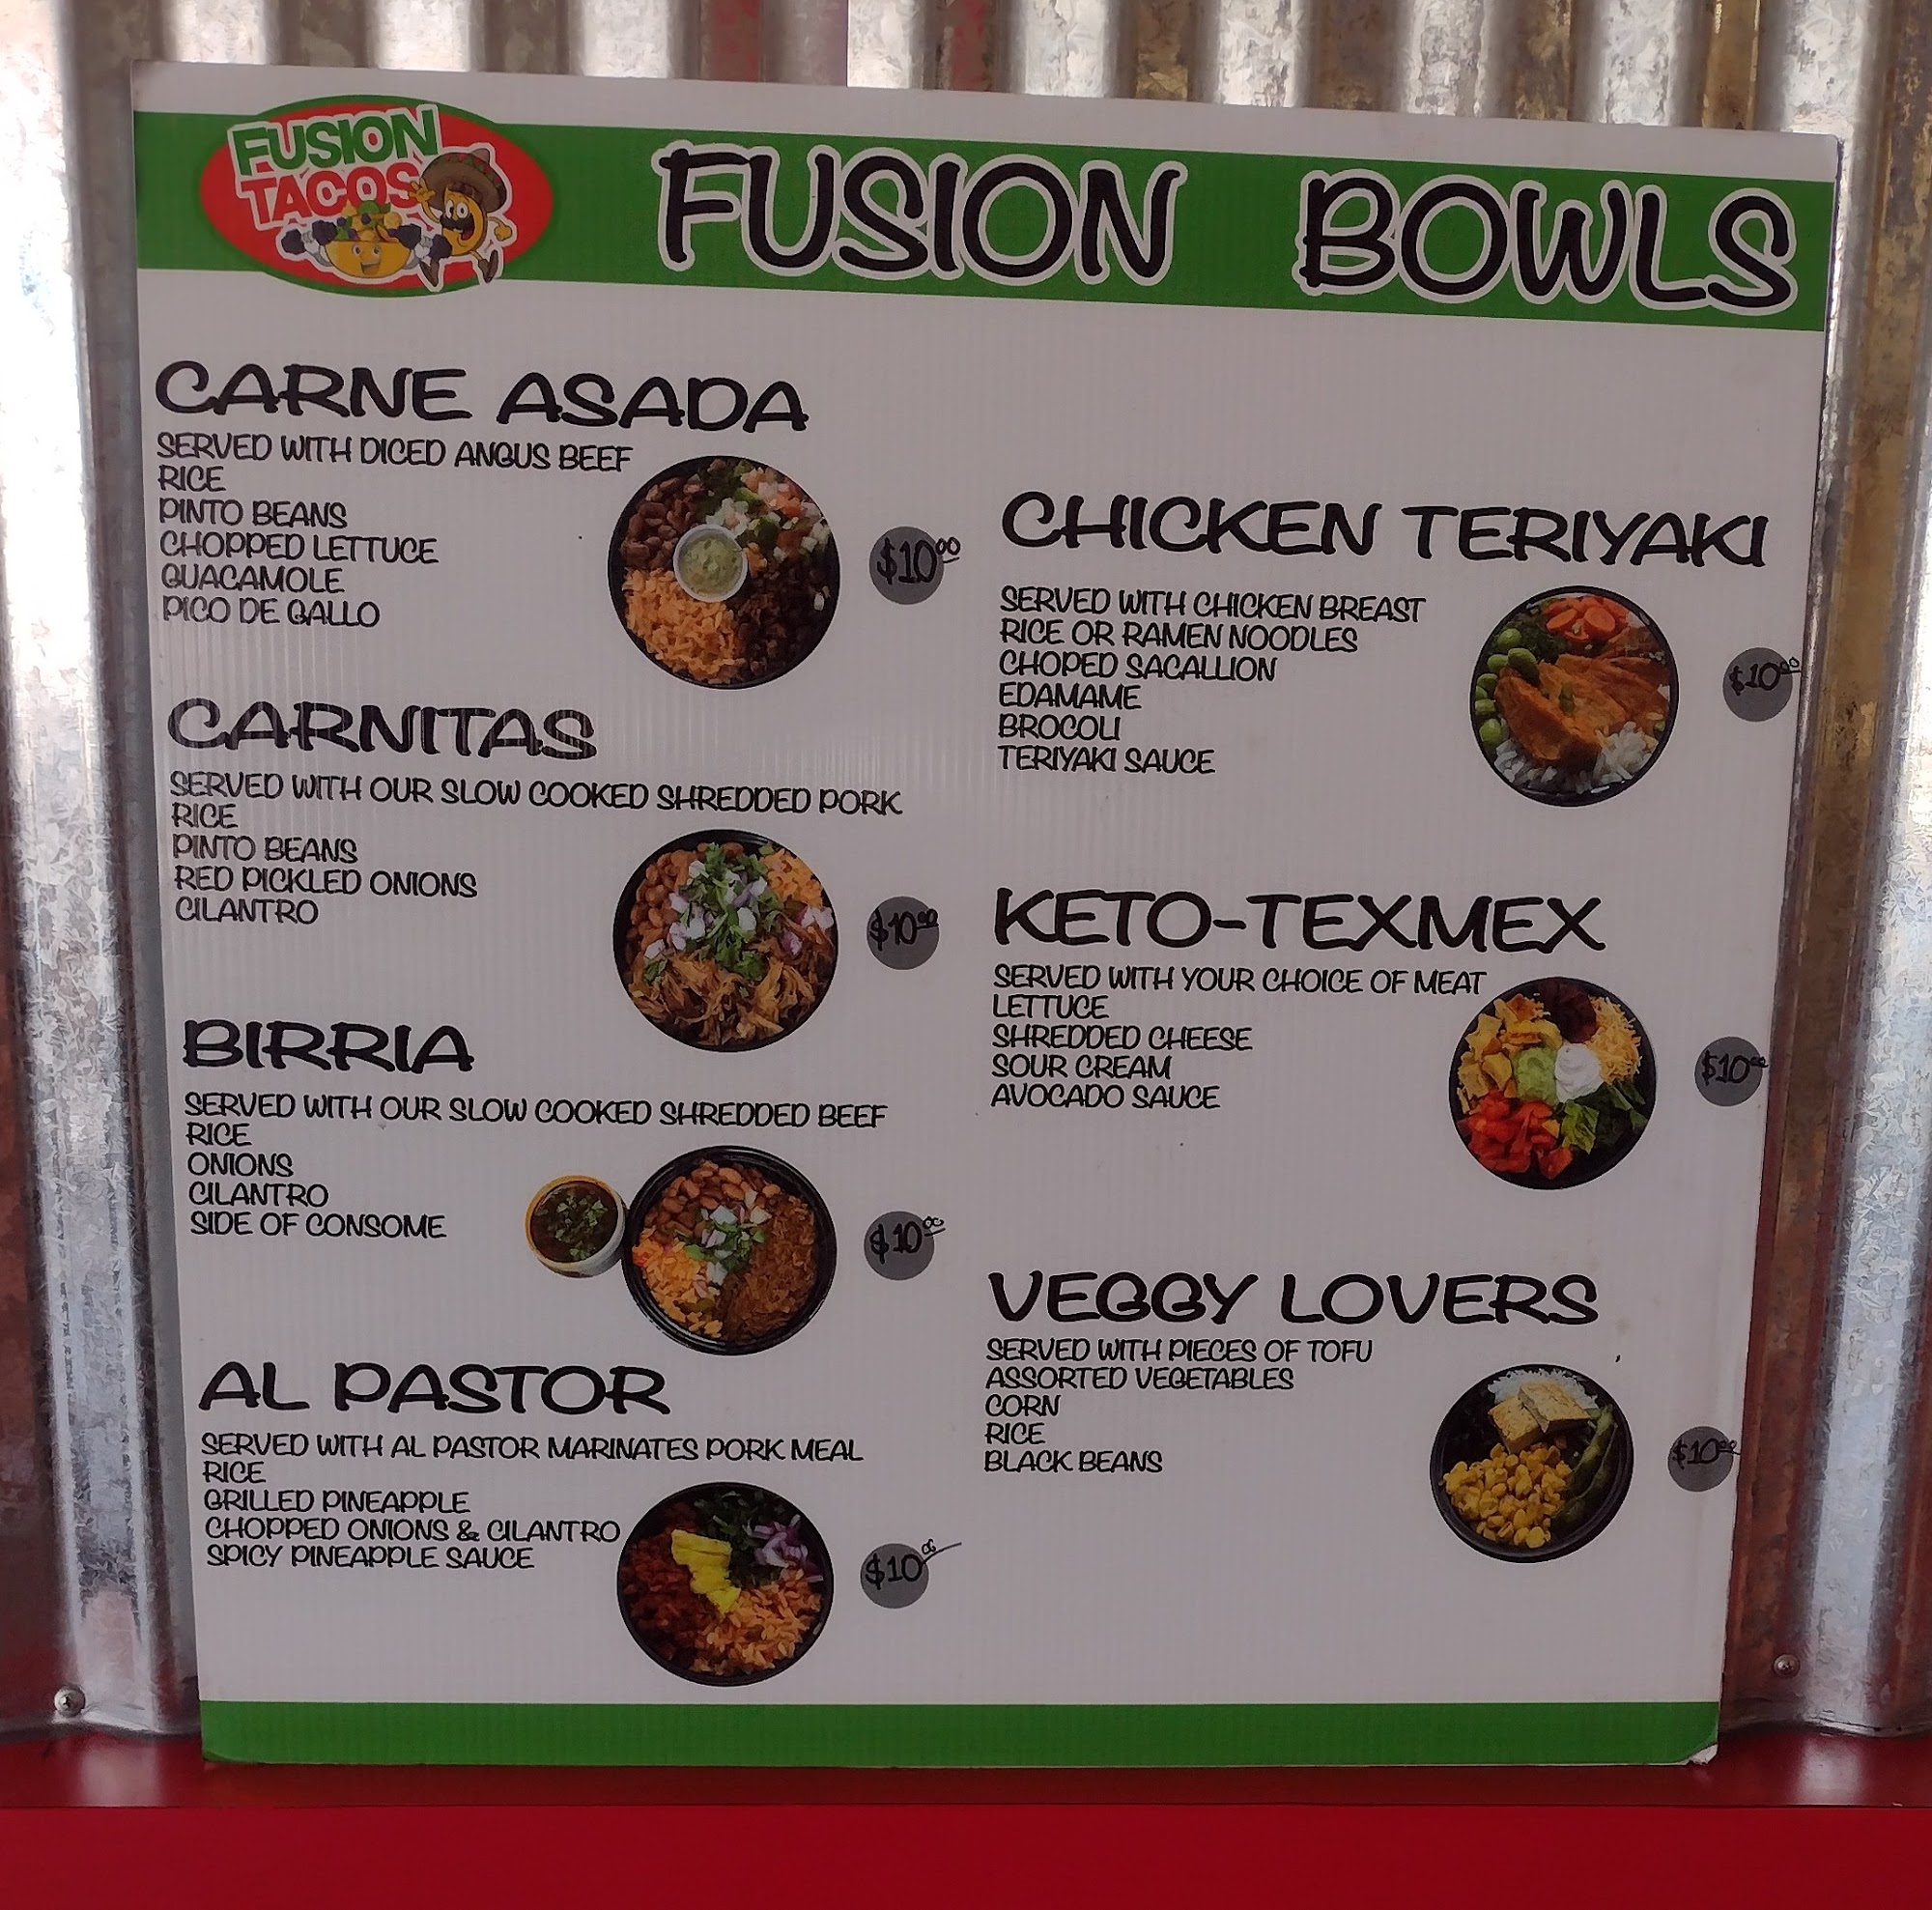 FUSION
TACOS
FUSION BOWLS
CARNE ASADA
SERVED WITH DICED ANGUS BEEF
RICE
PINTO BEANS
CHOPPED LETTUCE
GUACAMOLE
PICO DE GALLO
$10.00
CARNITAS
SERVED WITH OUR SLOW COOKED SHREDDED PORK
RICE
PINTO BEANS
RED PICKLED ONIONS
CILANTRO
$10.00
BIRRIA
SERVED WITH OUR SLOW COOKED SHREDDED BEEF
RICE
ONIONS
CILANTRO
SIDE OF CONSOME
$10.00
AL PASTOR
SERVED WITH AL PASTOR MARINATES PORK MEAL
RICE
GRILLED PINEAPPLE
CHOPPED ONIONS & CILANTRO
SPICY PINEAPPLE SAUCE
$10.00
CHICKEN TERIYAKI
SERVED WITH CHICKEN BREAST
RICE OR RAMEN NOODLES
CHOPED SACALLION
EDAMAME
BROCOLI
TERIYAKI SAUCE
$10.00
KETO-TEXMEX
SERVED WITH YOUR CHOICE OF MEAT
LETTUCE
SHREDDED CHEESE
SOUR CREAM
AVOCADO SAUCE
$10.00
VEGGY LOVERS
SERVED WITH PIECES OF TOFU
ASSORTED VEGETABLES
CORN
RICE
BLACK BEANS
$10.00